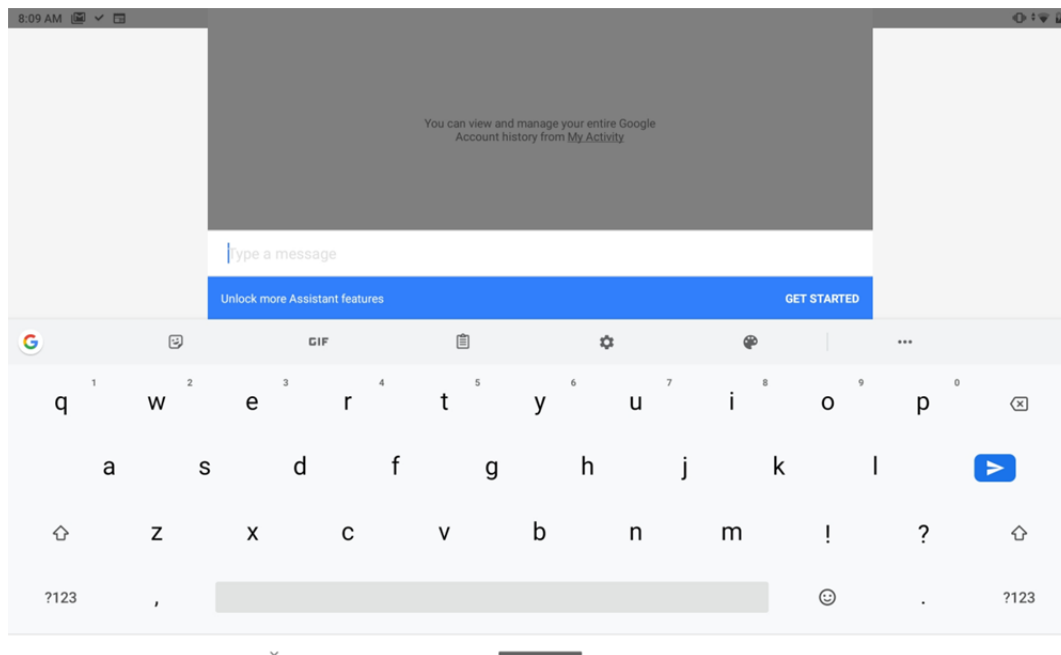 8:09 AM
You can view and manage your entire Google
Account history from My Activity
Type a message
Unlock more Assistant features GET STARTED
G GIF
1 2 3 4 5 6 7 8 9 0
q w e r t y u i o p
a s d f g h j k l
z x c v b n m ! ?
?123 , . ?123